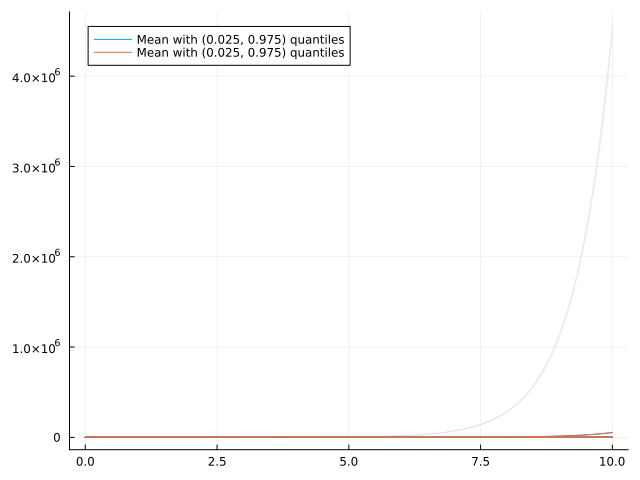 Mean with (0.025, 0.975) quantiles
Mean with (0.025, 0.975) quantiles
4.0×10⁶
3.0×10⁶
2.0×10⁶
1.0×10⁶
0
0.0 2.5 5.0 7.5 10.0